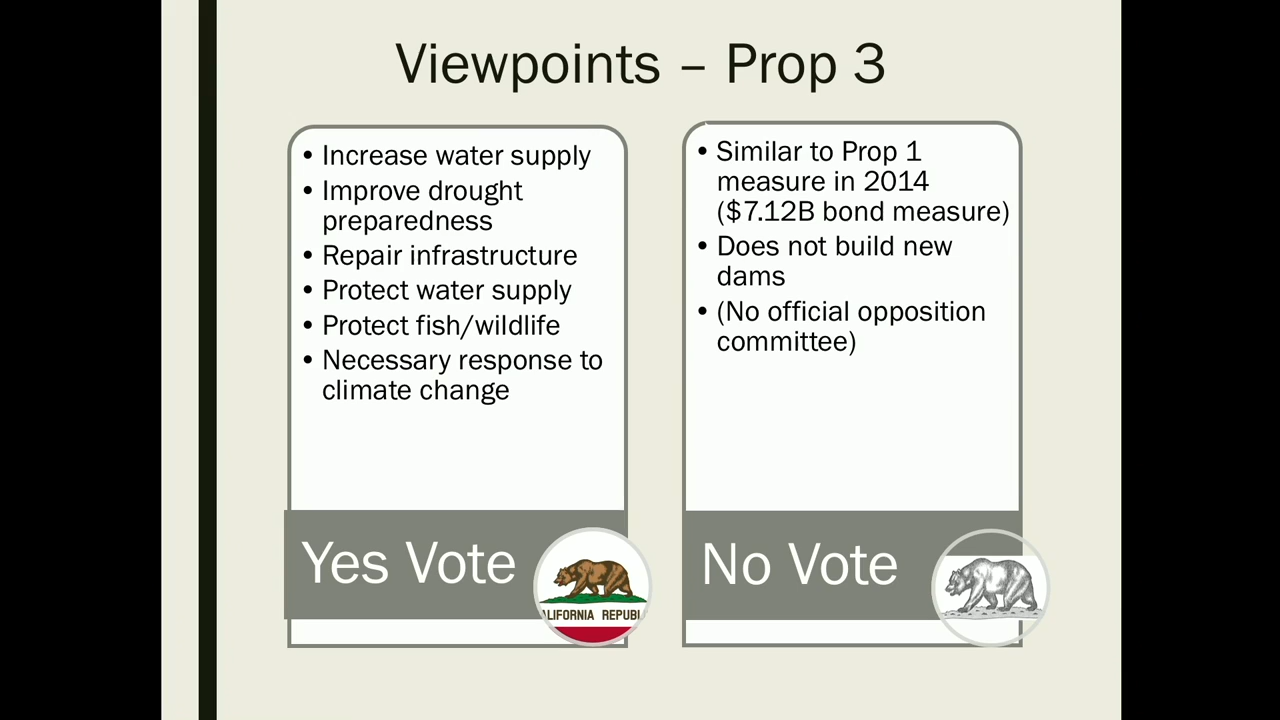 Viewpoints – Prop 3
• Increase water supply
• Improve drought
preparedness
• Repair infrastructure
• Protect water supply
• Protect fish/wildlife
• Necessary response to
climate change
Yes Vote
ALIFORNIA REPUBL
• Similar to Prop 1
measure in 2014
($7.12B bond measure)
• Does not build new
dams
• (No official opposition
committee)
No Vote